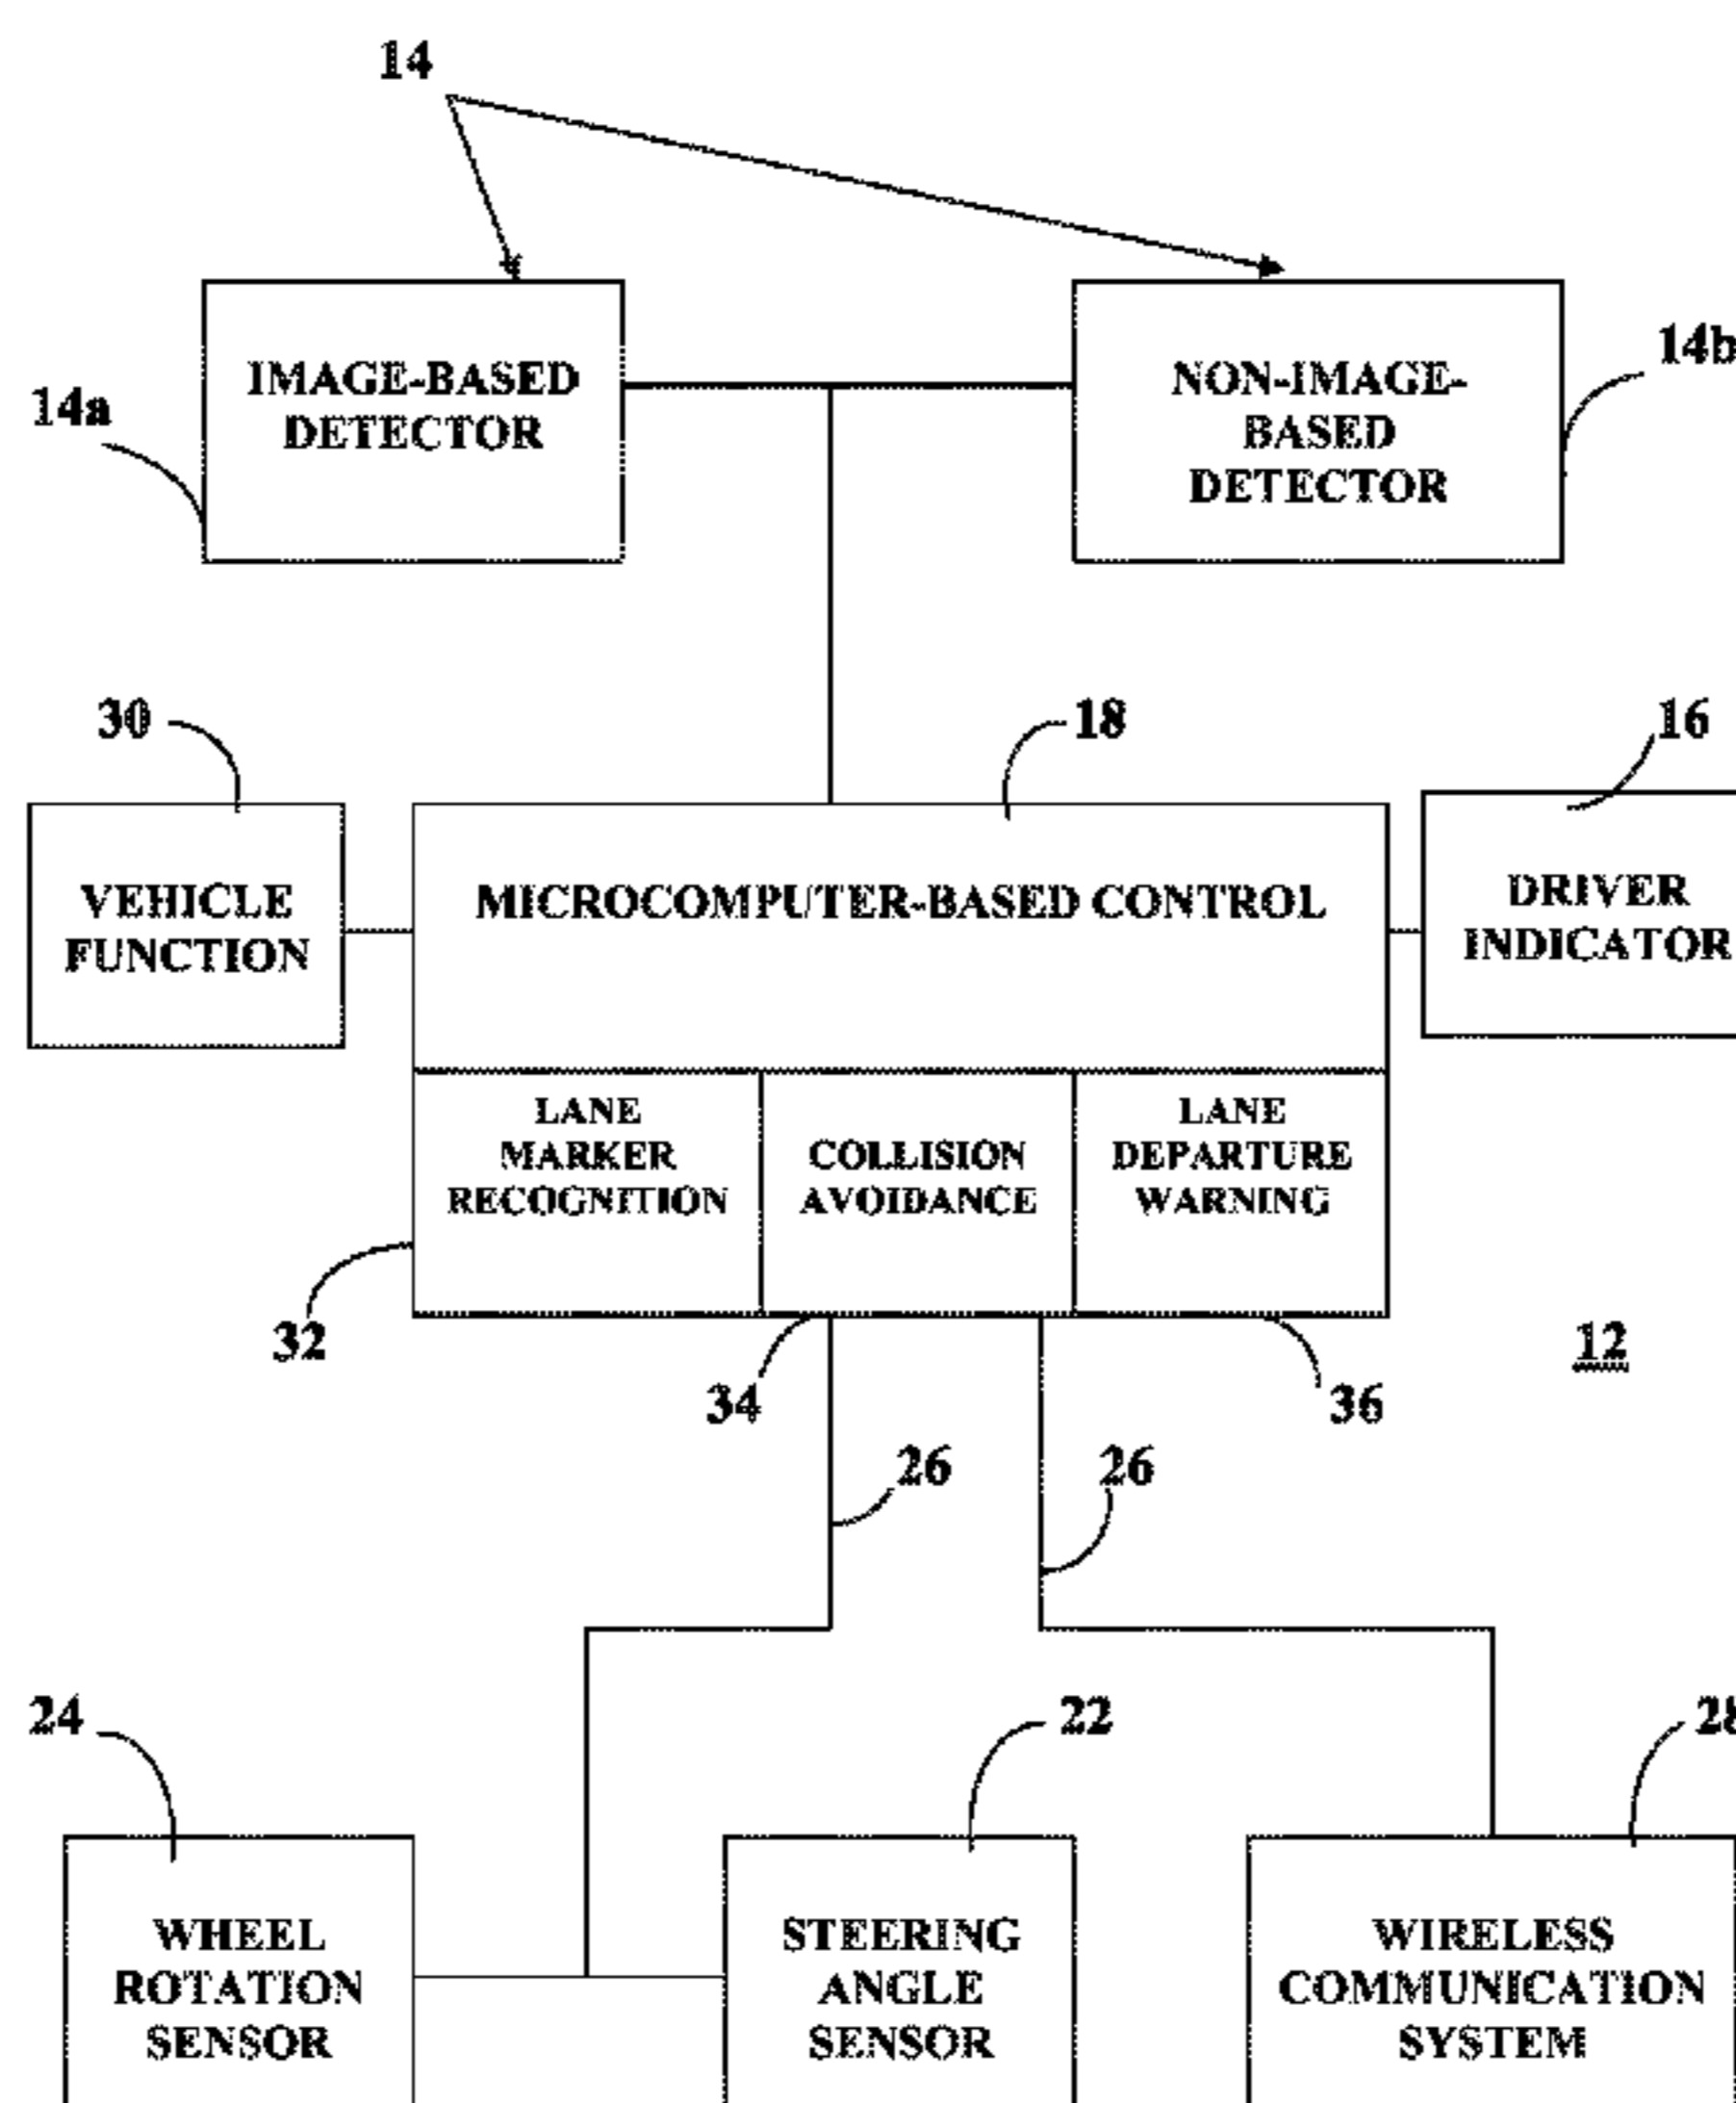 14
IMAGE-BASED
DETECTOR
NON-IMAGE-
BASED
DETECTOR
14a
14b
30
18
16
VEHICLE
FUNCTION
MICROCOMPUTER-BASED CONTROL
DRIVER
INDICATOR
LANE
MARKER
RECOGNITION
COLLISION
AVOIDANCE
LANE
DEPARTURE
WARNING
32
34
36
12
26
26
24
22
28
WHEEL
ROTATION
SENSOR
STEERING
ANGLE
SENSOR
WIRELESS
COMMUNICATION
SYSTEM